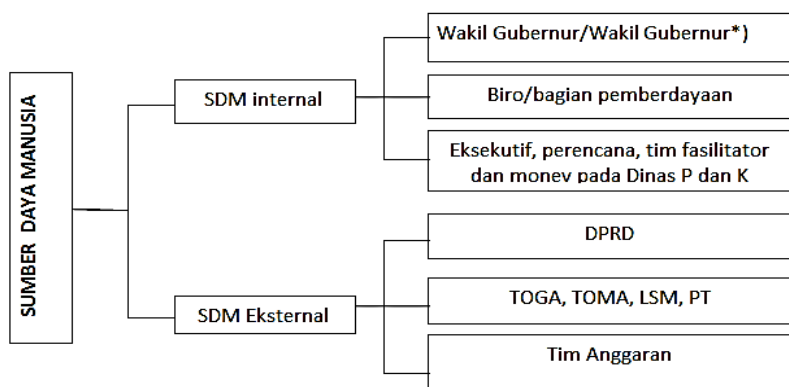 SUMBER DAYA MANUSIA
SDM internal
Wakil Gubernur/Wakil Gubernur*)
Biro/bagian pemberdayaan
Eksekutif, perencana, tim fasilitator
dan monev pada Dinas P dan K
SDM Eksternal
DPRD
TOGA, TOMA, LSM, PT
Tim Anggaran